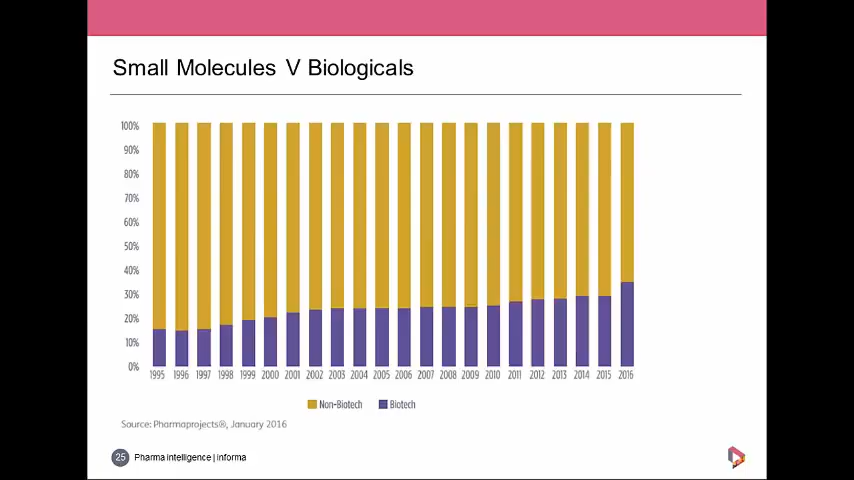 Small Molecules V Biologicals
100%
90%
80%
70%
60%
50%
40%
30%
20%
10%
0%
1995 1996 1997 1998 1999 2000 2001 2002 2003 2004 2005 2006 2007 2008 2009 2010 2011 2012 2013 2014 2015 2016
Non-Biotech Biotech
Source: Pharmaprojects®, January 2016
25 Pharma intelligence | informa